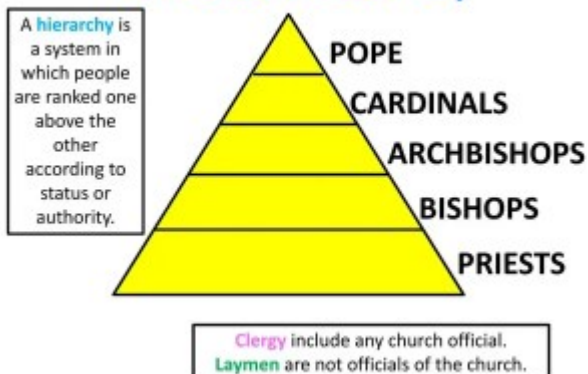 A hierarchy is
a system in
which people
are ranked one
above the
other
according to
status or
authority.
POPE
CARDINALS
ARCHBISHOPS
BISHOPS
PRIESTS
Clergy include any church official.
Laymen are not officials of the church.